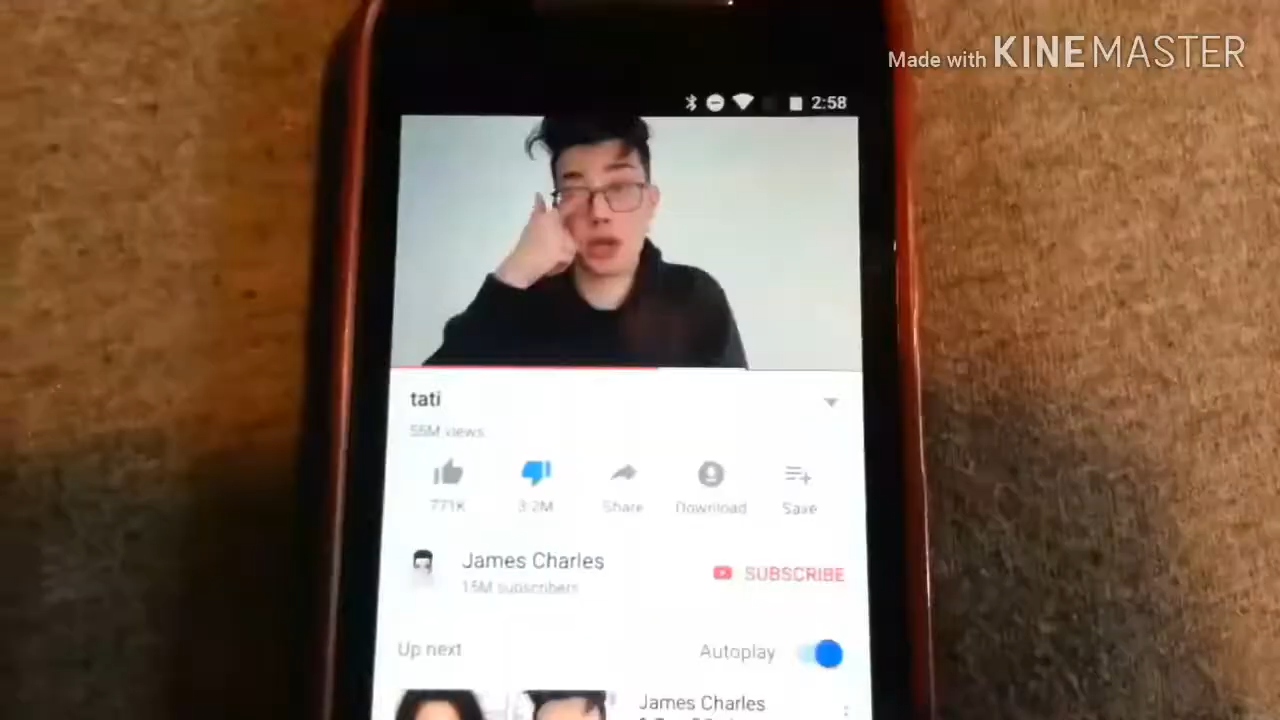 Made with KINEMASTER
2:58
tati
55M views
771K
3.2M
Share
Download
Save
James Charles
15M subscribers
SUBSCRIBE
Up next
Autoplay
James Charles